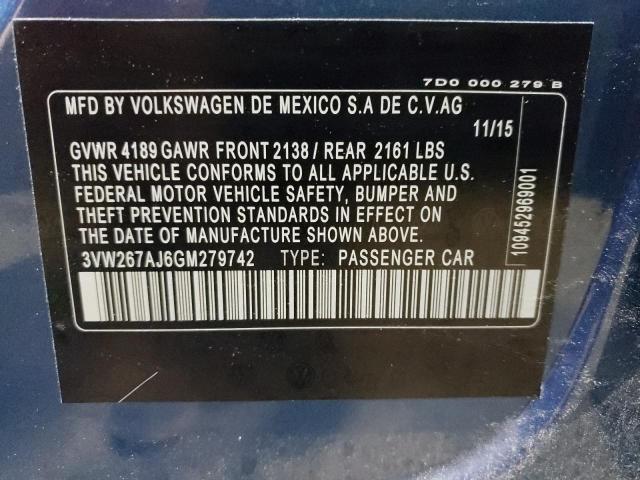 7D0 000 279 B
MFD BY VOLKSWAGEN DE MEXICO S.A DE C.V.AG
11/15
GVWR 4189 GAWR FRONT 2138 / REAR 2161 LBS
THIS VEHICLE CONFORMS TO ALL APPLICABLE U.S.
FEDERAL MOTOR VEHICLE SAFETY, BUMPER AND
THEFT PREVENTION STANDARDS IN EFFECT ON
THE DATE OF MANUFACTURE SHOWN ABOVE.
3VW267AJ6GM279742 TYPE: PASSENGER CAR
109452969001